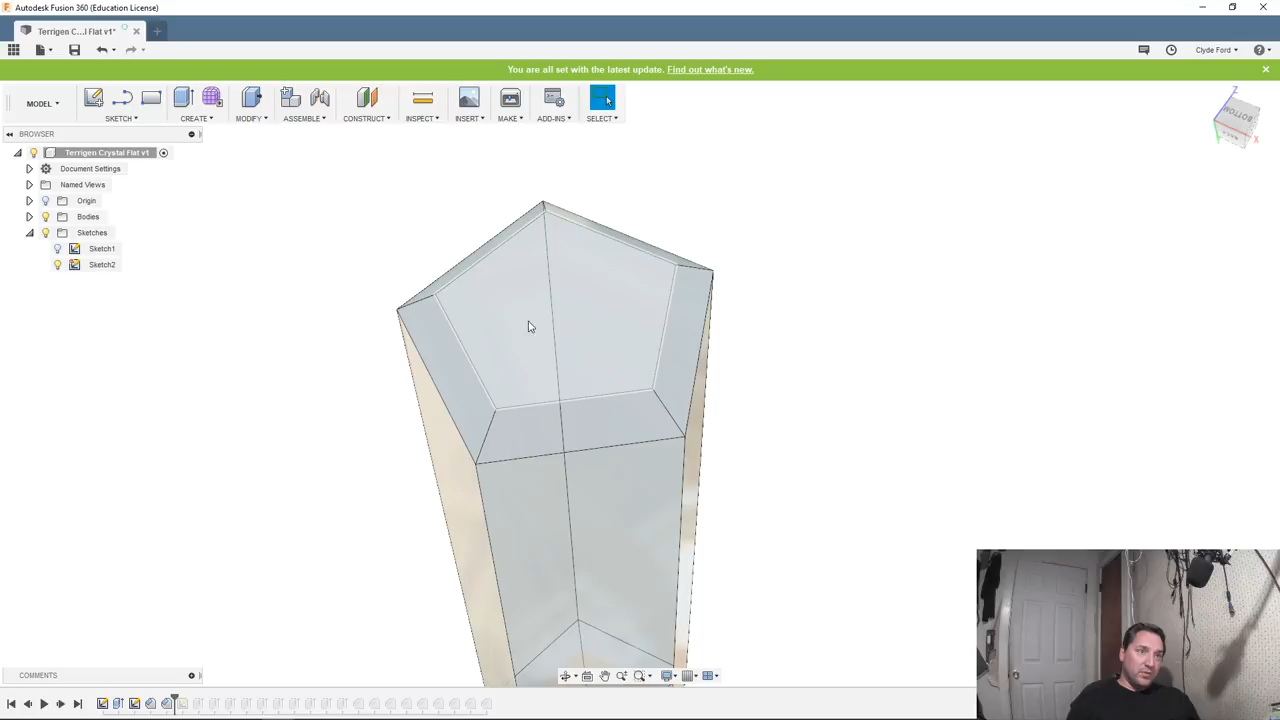 Autodesk Fusion 360 (Education License)
Terrigen C...l Flat v1*
Clyde Ford
You are all set with the latest update. Find out what's new.
MODEL
SKETCH
CREATE
MODIFY
ASSEMBLE
CONSTRUCT
INSPECT
INSERT
MAKE
ADD-INS
SELECT
BROWSER
Terrigen Crystal Flat v1
Document Settings
Named Views
Origin
Bodies
Sketches
Sketch1
Sketch2
Z
BOTTOM
X
COMMENTS